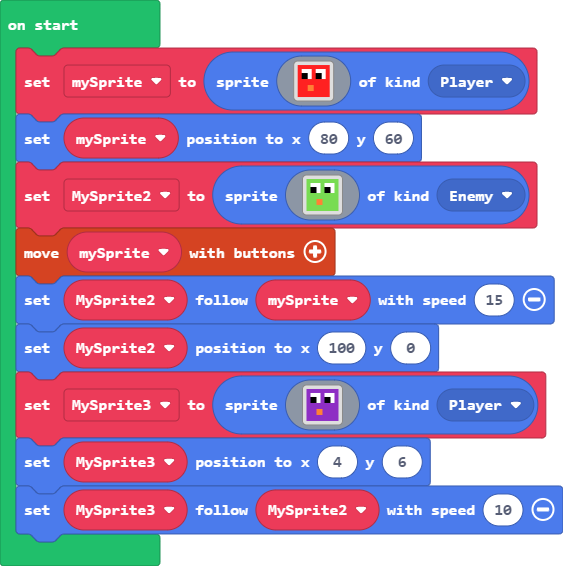 on start
set mySprite to sprite of kind Player
set mySprite position to x 80 y 60
set MySprite2 to sprite of kind Enemy
move mySprite with buttons
set MySprite2 follow mySprite with speed 15
set MySprite2 position to x 100 y 0
set MySprite3 to sprite of kind Player
set MySprite3 position to x 4 y 6
set MySprite3 follow MySprite2 with speed 10